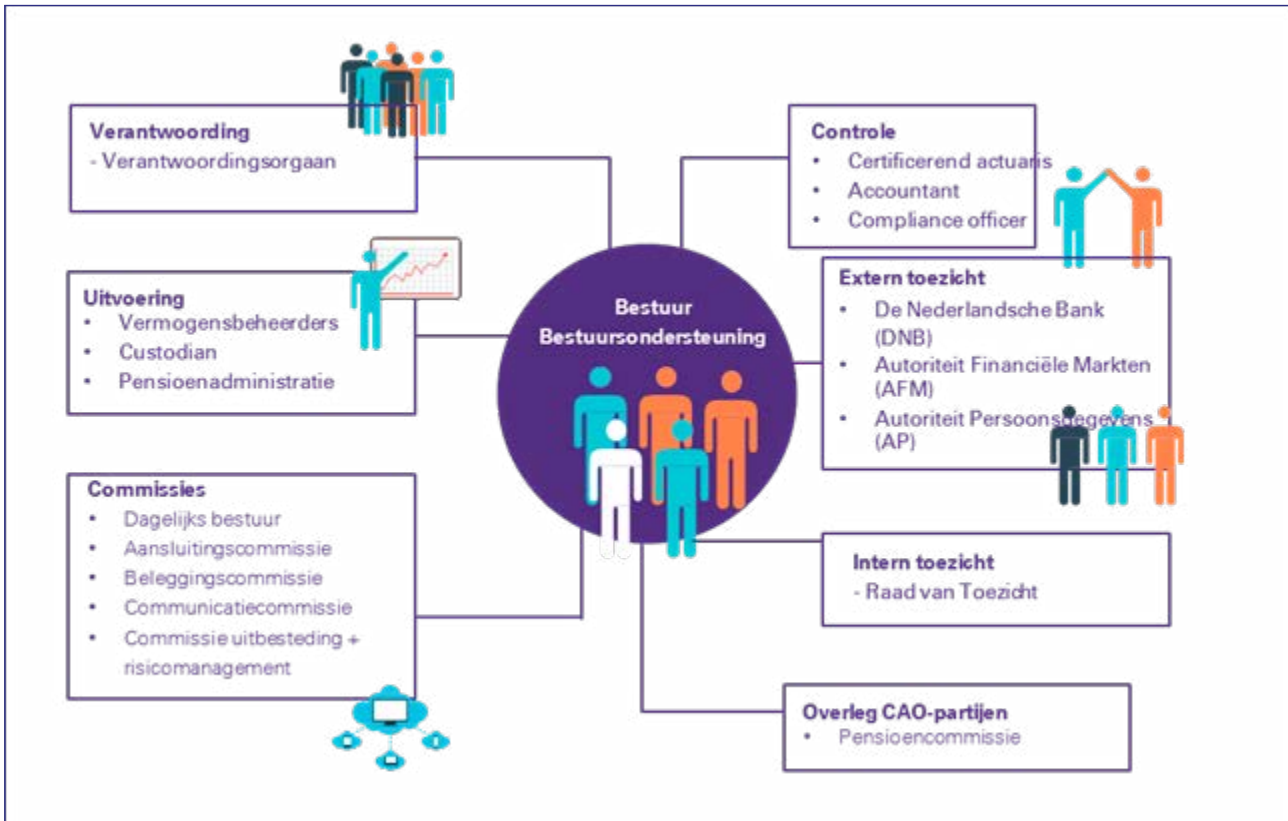 Verantwoording
- Verantwoordingsorgaan
Uitvoering
• Vermogensbeheerders
• Custodian
• Pensioenadministratie
Commissies
• Dagelijks bestuur
• Aansluitingscommissie
• Beleggingscommissie
• Communicatiecommissie
• Commissie uitbesteding +
risicomanagement
Bestuur
Bestuursondersteuning
Controle
• Certificerend actuaris
• Accountant
• Compliance officer
Extern toezicht
• De Nederlandsche Bank
(DNB)
• Autoriteit Financiële Markten
(AFM)
• Autoriteit Persoonsgegevens
(AP)
Intern toezicht
- Raad van Toezicht
Overleg CAO-partijen
• Pensioencommissie